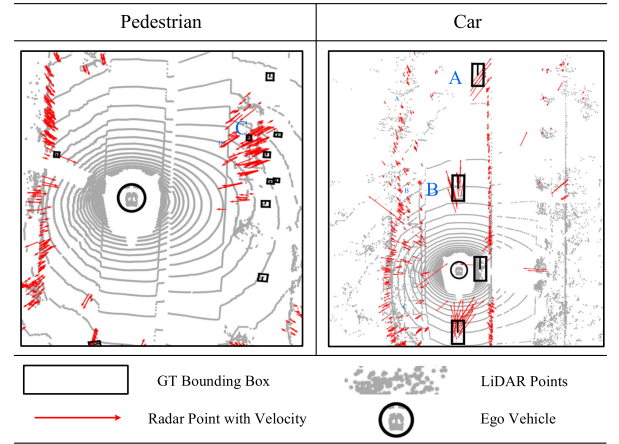 Pedestrian
Car
A
B
C
GT Bounding Box
LiDAR Points
Radar Point with Velocity
Ego Vehicle